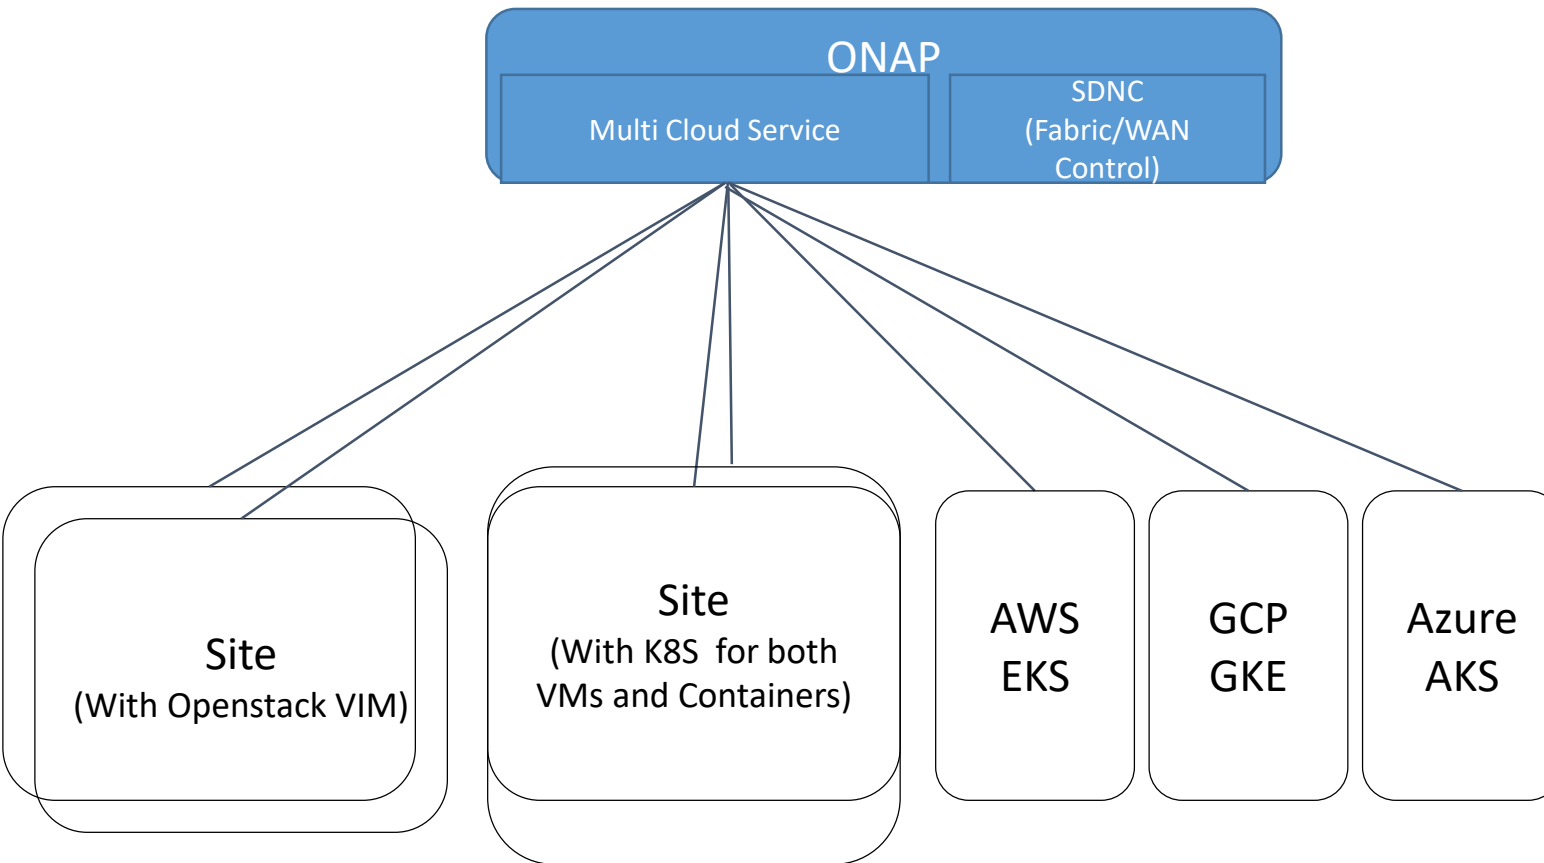 ONAP
Multi Cloud Service
SDNC
(Fabric/WAN
Control)
Site
(With Openstack VIM)
Site
(With K8S  for both
VMs and Containers)
AWS
EKS
GCP
GKE
Azure
AKS